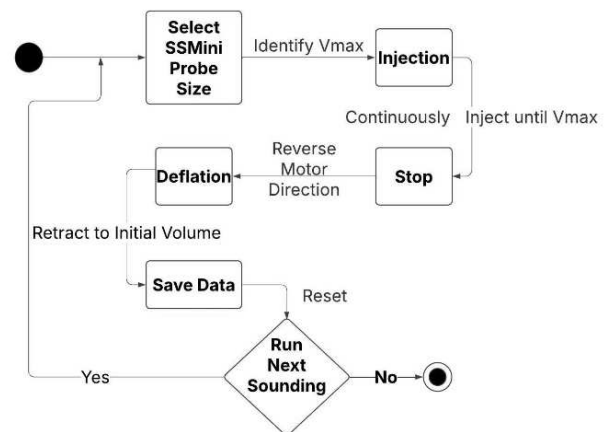 Select
SSMini
Probe
Size
Identify Vmax
Injection
Continuously Inject until Vmax
Stop
Reverse
Motor
Direction
Deflation
Retract to Initial Volume
Save Data
Reset
Run
Next
Sounding
Yes
No